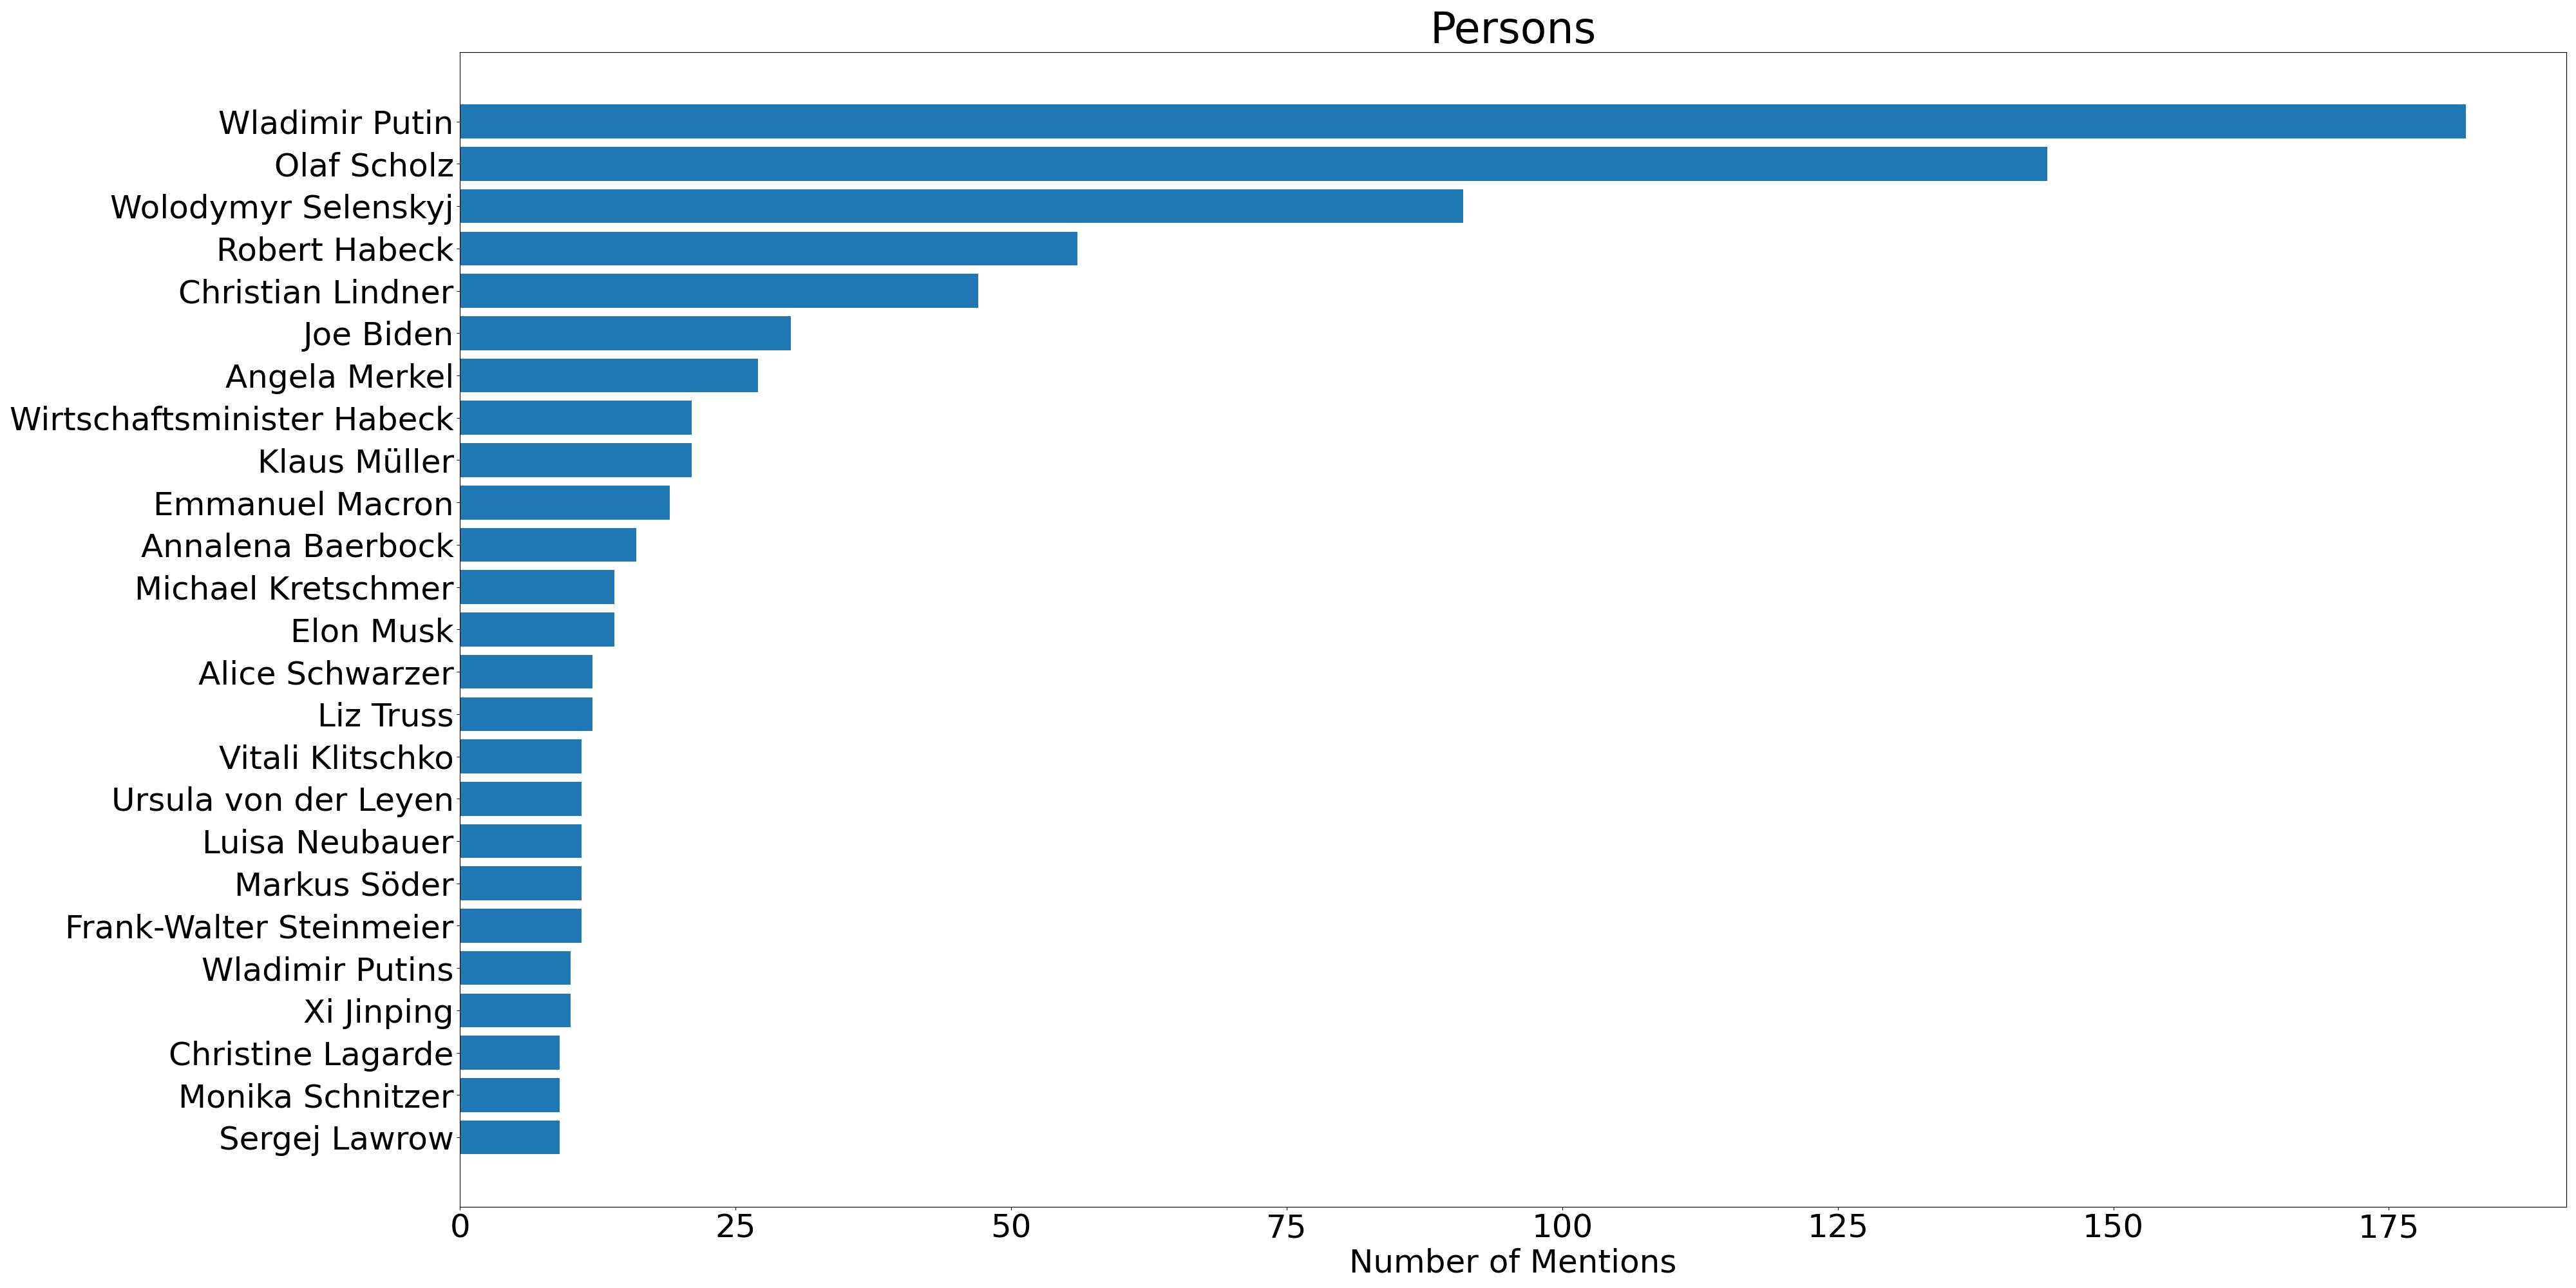 Persons
Wladimir Putin
Olaf Scholz
Wolodymyr Selenskyj
Robert Habeck
Christian Lindner
Joe Biden
Angela Merkel
Wirtschaftsminister Habeck
Klaus Müller
Emmanuel Macron
Annalena Baerbock
Michael Kretschmer
Elon Musk
Alice Schwarzer
Liz Truss
Vitali Klitschko
Ursula von der Leyen
Luisa Neubauer
Markus Söder
Frank-Walter Steinmeier
Wladimir Putins
Xi Jinping
Christine Lagarde
Monika Schnitzer
Sergej Lawrow
0 25 50 75 100 125 150 175
Number of Mentions